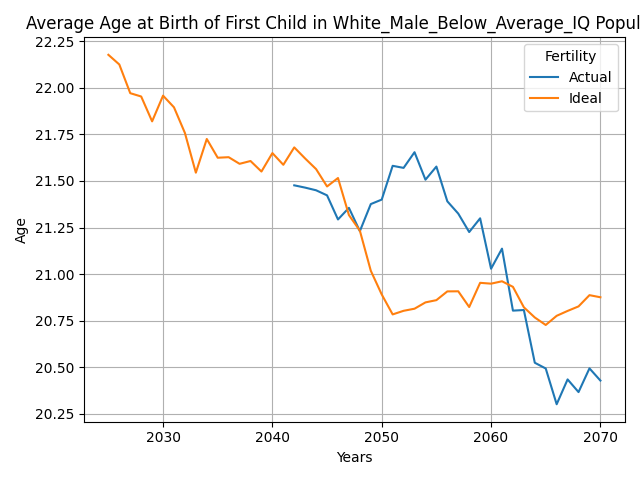 Average Age at Birth of First Child in White_Male_Below_Average_IQ Popul
Fertility
Actual
Ideal
22.25
22.00
21.75
21.50
21.25
21.00
20.75
20.50
20.25
Age
2030 2040 2050 2060 2070
Years